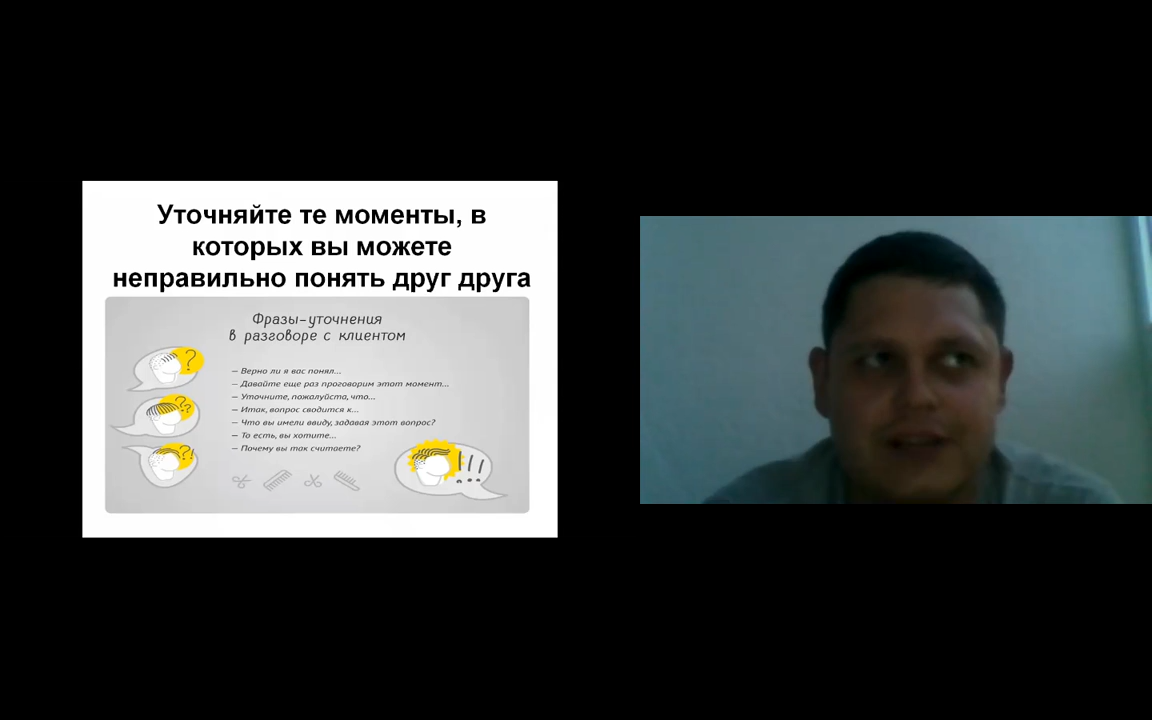 Уточняйте те моменты, в
которых вы можете
неправильно понять друг друга
Фразы-уточнения
в разговоре с клиентом
— Верно ли я вас понял...
— Давайте еще раз проговорим этот момент...
— Уточните, пожалуйста, что...
— Итак, вопрос сводится к...
— Что вы имели ввиду, задавая этот вопрос?
— То есть, вы хотите...
— Почему вы так считаете?